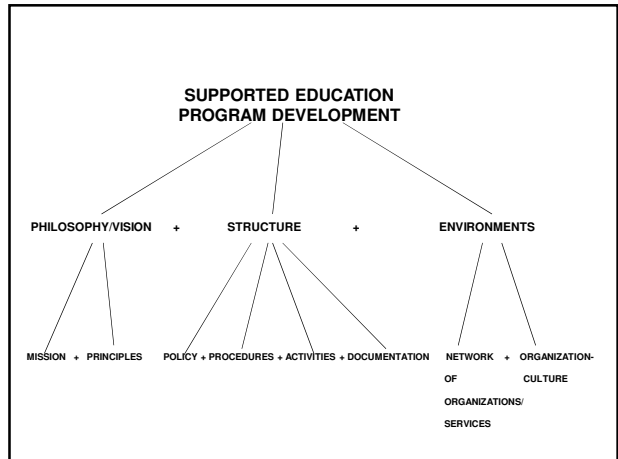 SUPPORTED EDUCATION
PROGRAM DEVELOPMENT
PHILOSOPHY/VISION + STRUCTURE + ENVIRONMENTS
MISSION + PRINCIPLES POLICY + PROCEDURES + ACTIVITIES + DOCUMENTATION NETWORK + ORGANIZATION-
OF CULTURE
ORGANIZATIONS/
SERVICES